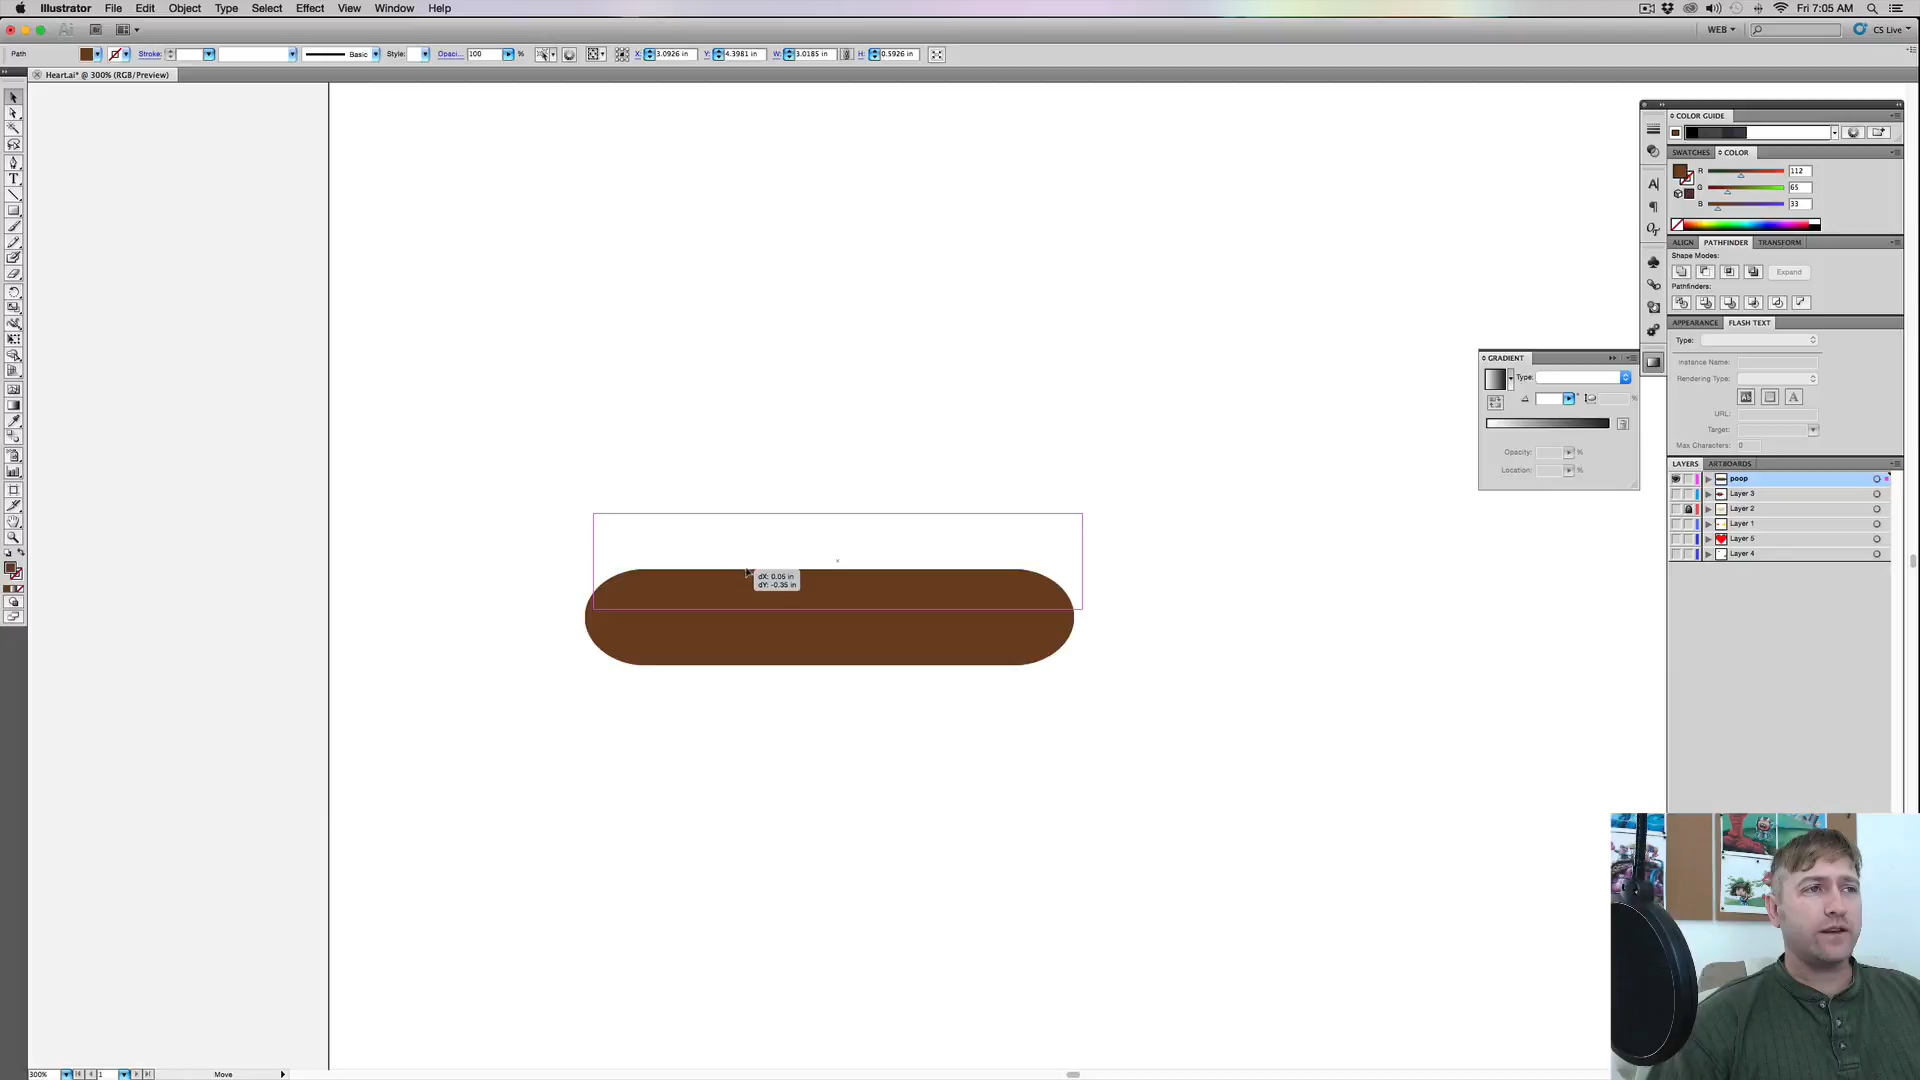 Illustrator File Edit Object Type Select Effect View Window Help
Fri 7:05 AM
Ai
WEB
CS Live
Path
Stroke:
Basic
Style:
Opaci...
100
%
X: 3.0926 in
Y: 4.3981 in
W: 3.0185 in
H: 0.5926 in
Heart.ai* @ 300% (RGB/Preview)
COLOR GUIDE
SWATCHES
COLOR
R
112
G
65
B
33
ALIGN
PATHFINDER
TRANSFORM
Shape Modes:
Expand
Pathfinders:
APPEARANCE
FLASH TEXT
Type:
Instance Name:
Rendering Type:
URL:
Target:
Max Characters: 0
GRADIENT
Type:
Opacity:
%
Location:
%
LAYERS
ARTBOARDS
poop
Layer 3
Layer 2
Layer 1
Layer 5
Layer 4
dX: 0.05 in
dY: -0.35 in
300%
1
Move